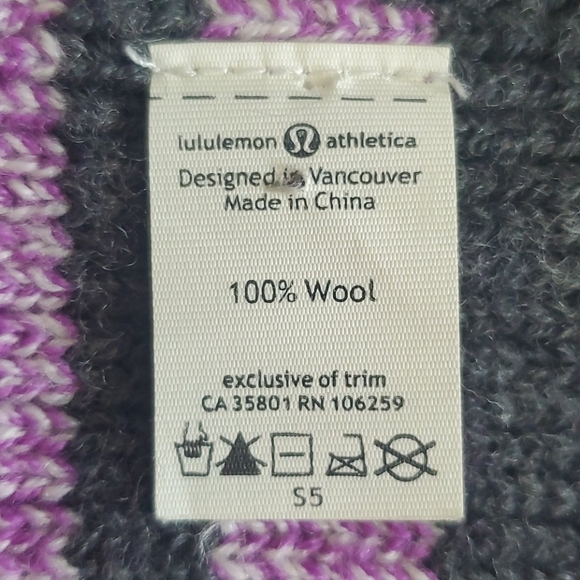 lululemon athletica
Designed in Vancouver
Made in China
100% Wool
exclusive of trim
CA 35801 RN 106259
S5